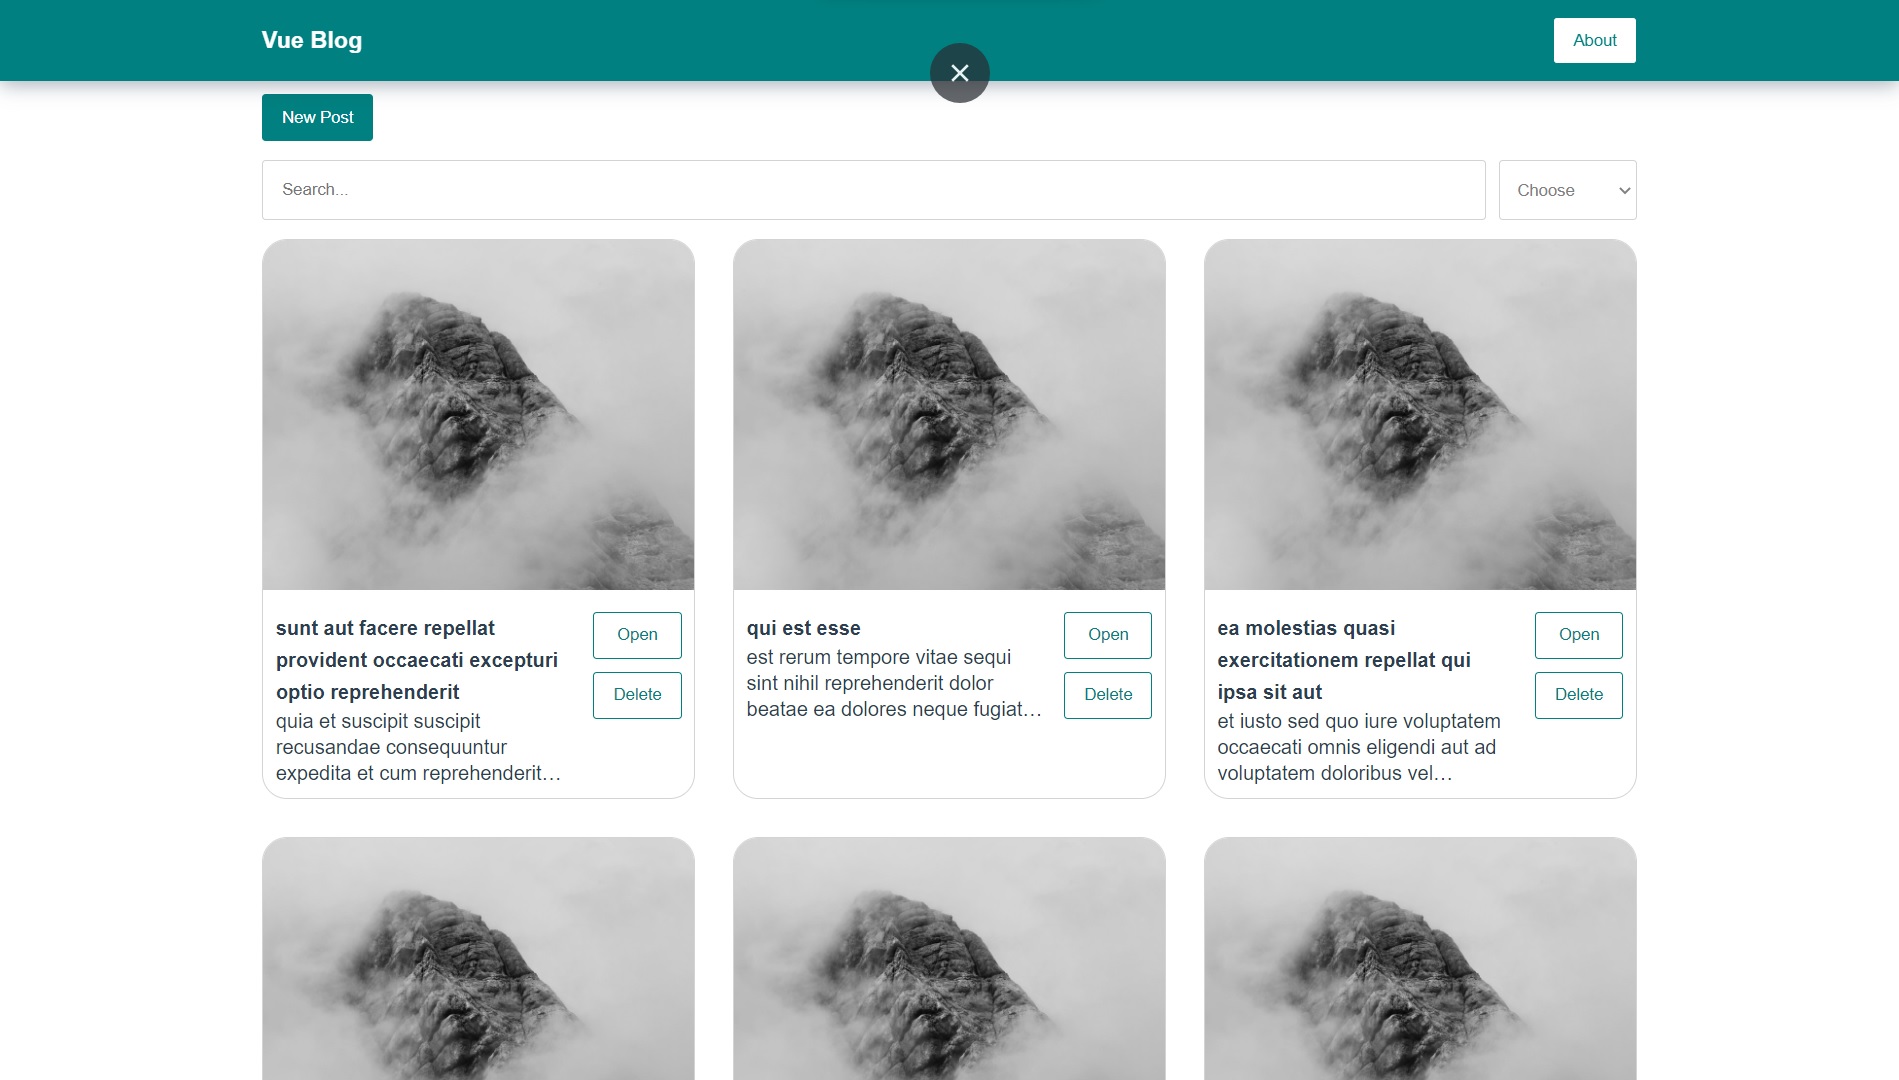 Vue Blog
About
New Post
Search...
Choose
sunt aut facere repellat
provident occaecati excepturi
optio reprehenderit
quia et suscipit suscipit
recusandae consequuntur
expedita et cum reprehenderit…
Open
Delete
qui est esse
est rerum tempore vitae sequi
sint nihil reprehenderit dolor
beatae ea dolores neque fugiat…
Open
Delete
ea molestias quasi
exercitationem repellat qui
ipsa sit aut
et iusto sed quo iure voluptatem
occaecati omnis eligendi aut ad
voluptatem doloribus vel…
Open
Delete